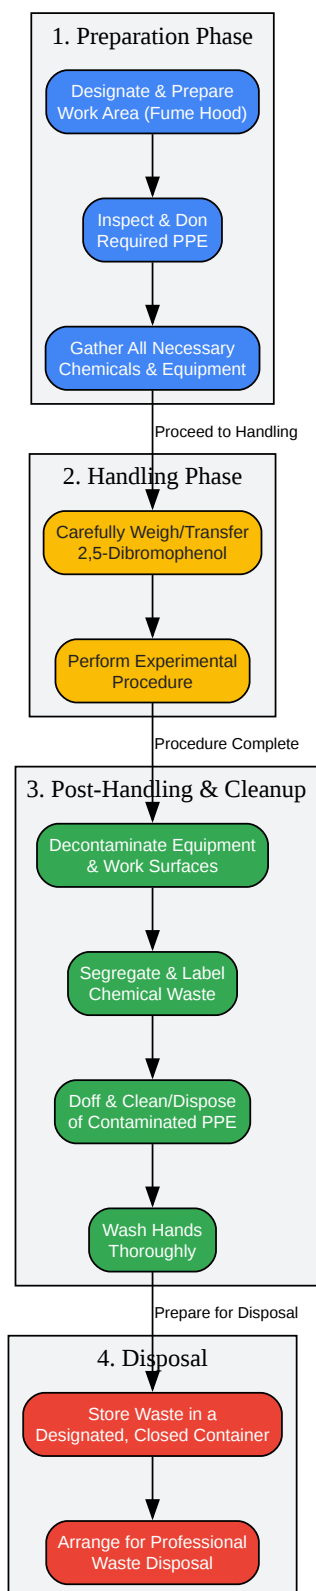 1. Preparation Phase
Designate & Prepare
Work Area (Fume Hood)
Inspect & Don
Required PPE
Gather All Necessary
Chemicals & Equipment
Proceed to Handling
2. Handling Phase
Carefully Weigh/Transfer
2,5-Dibromophenol
Perform Experimental
Procedure
Procedure Complete
3. Post-Handling & Cleanup
Decontaminate Equipment
& Work Surfaces
Segregate & Label
Chemical Waste
Doff & Clean/Dispose
of Contaminated PPE
Wash Hands
Thoroughly
Prepare for Disposal
4. Disposal
Store Waste in a
Designated, Closed Container
Arrange for Professional
Waste Disposal